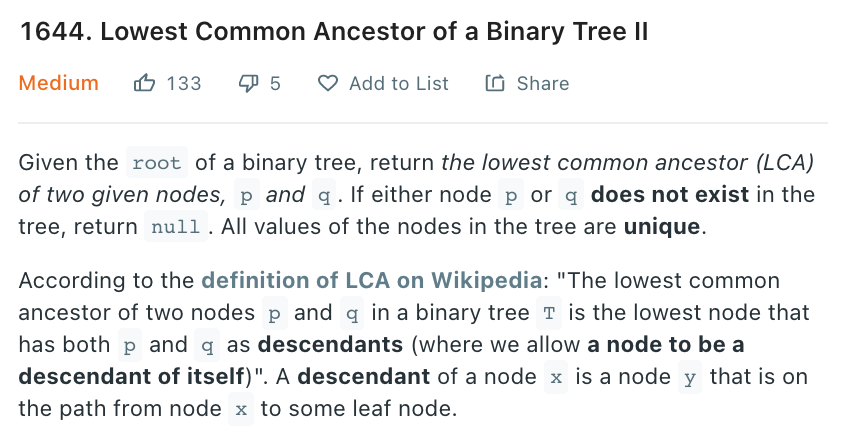 1644. Lowest Common Ancestor of a Binary Tree II
Medium 133 5 Add to List Share
Given the root of a binary tree, return the lowest common ancestor (LCA)
of two given nodes, p and q. If either node p or q does not exist in the
tree, return null. All values of the nodes in the tree are unique.
According to the definition of LCA on Wikipedia: "The lowest common
ancestor of two nodes p and q in a binary tree T is the lowest node that
has both p and q as descendants (where we allow a node to be a
descendant of itself)". A descendant of a node x is a node y that is on
the path from node x to some leaf node.